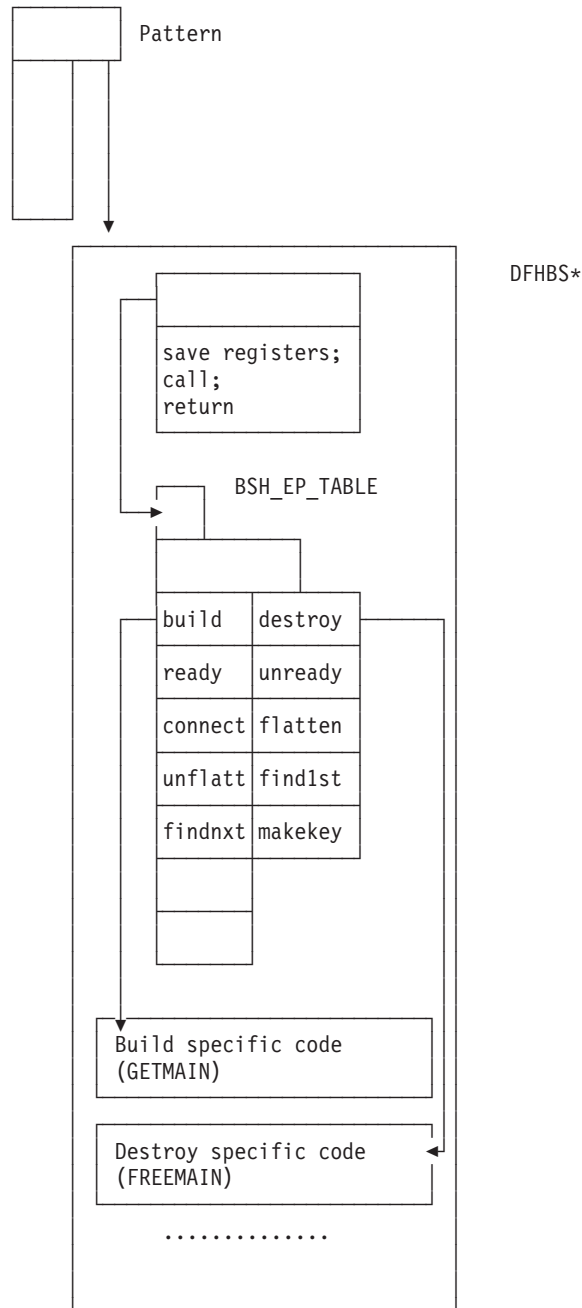 Pattern
DFHBS*
save registers;
call;
return
BSH_EP_TABLE
build destroy
ready unready
connect flatten
unflatt find1st
findnxt makekey
Build specific code
(GETMAIN)
Destroy specific code
(FREEMAIN)
..............